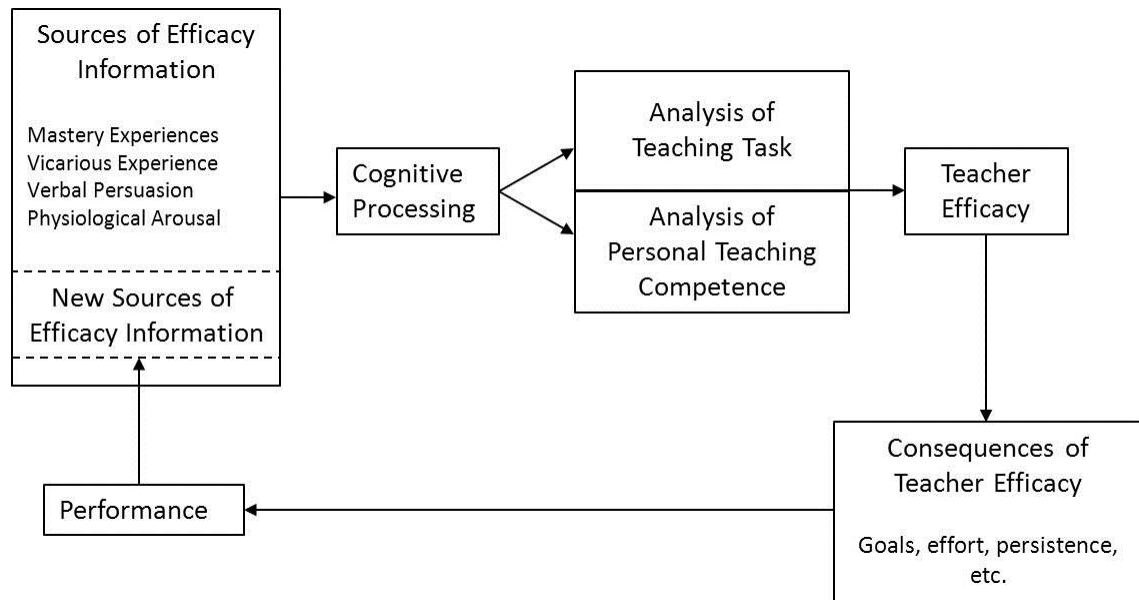 Sources of Efficacy
Information
Mastery Experiences
Vicarious Experience
Verbal Persuasion
Physiological Arousal
New Sources of
Efficacy Information
Cognitive
Processing
Analysis of
Teaching Task
Analysis of
Personal Teaching
Competence
Teacher
Efficacy
Consequences of
Teacher Efficacy
Goals, effort, persistence,
etc.
Performance